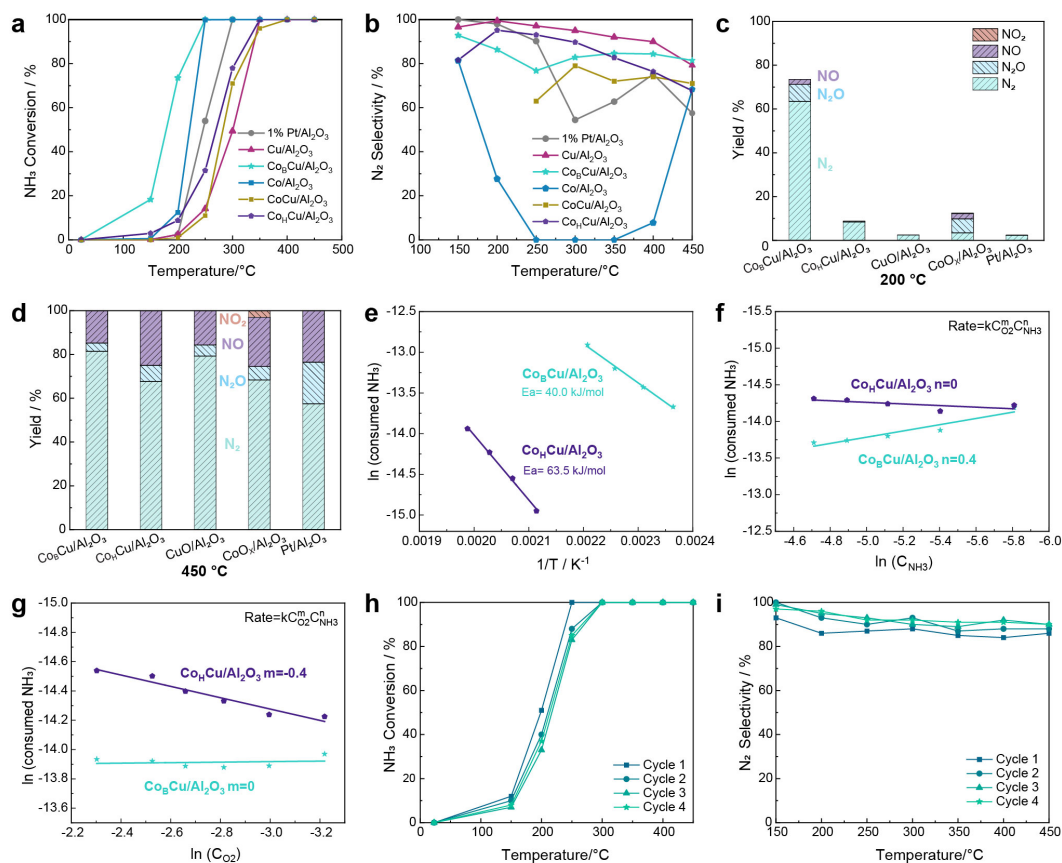 a
NH₃ Conversion / %
100
80
60
40
20
0
1% Pt/Al₂O₃
Cu/Al₂O₃
Co_BCu/Al₂O₃
Co/Al₂O₃
CoCu/Al₂O₃
Co_HCu/Al₂O₃
0 100 200 300 400 500
Temperature/°C
b
N₂ Selectivity / %
100
80
60
40
20
0
1% Pt/Al₂O₃
Cu/Al₂O₃
Co_BCu/Al₂O₃
Co/Al₂O₃
CoCu/Al₂O₃
Co_HCu/Al₂O₃
100 150 200 250 300 350 400 450
Temperature/°C
c
Yield / %
100
80
60
40
20
0
NO₂
NO
N₂O
N₂
NO
N₂O
N₂
Co_BCu/Al₂O₃
Co_HCu/Al₂O₃
CuO/Al₂O₃
CoO_X/Al₂O₃
Pt/Al₂O₃
200 °C
d
Yield / %
100
80
60
40
20
0
NO₂
NO
N₂O
N₂
Co_BCu/Al₂O₃
Co_HCu/Al₂O₃
CuO/Al₂O₃
CoO_X/Al₂O₃
Pt/Al₂O₃
450 °C
e
ln (consumed NH₃)
-12.5
-13.0
-13.5
-14.0
-14.5
-15.0
Co_BCu/Al₂O₃
Ea= 40.0 kJ/mol
Co_HCu/Al₂O₃
Ea= 63.5 kJ/mol
0.0019 0.0020 0.0021 0.0022 0.0023 0.0024
1/T / K⁻¹
f
ln (consumed NH₃)
-15.5
-15.0
-14.5
-14.0
-13.5
-13.0
-12.5
Rate=kC^m_O2C^n_NH3
Co_HCu/Al₂O₃ n=0
Co_BCu/Al₂O₃ n=0.4
-4.6 -4.8 -5.0 -5.2 -5.4 -5.6 -5.8 -6.0
ln (C_NH3)
g
ln (consumed NH₃)
-15.0
-14.8
-14.6
-14.4
-14.2
-14.0
-13.8
-13.6
Rate=kC^m_O2C^n_NH3
Co_HCu/Al₂O₃ m=-0.4
Co_BCu/Al₂O₃ m=0
-2.2 -2.4 -2.6 -2.8 -3.0 -3.2
ln (C_O2)
h
NH₃ Conversion / %
100
80
60
40
20
0
Cycle 1
Cycle 2
Cycle 3
Cycle 4
0 50 100 150 200 250 300 350 400 450
Temperature/°C
i
N₂ Selectivity / %
100
80
60
40
20
0
Cycle 1
Cycle 2
Cycle 3
Cycle 4
150 200 250 300 350 400 450
Temperature/°C